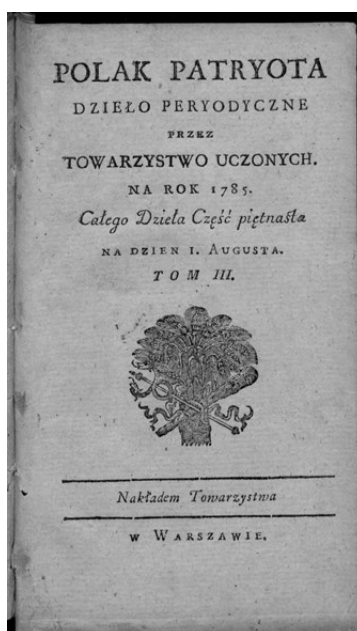 POLAK PATRYOTA
DZIEŁO PERYODYCZNE
PRZEZ
TOWARZYSTWO UCZONYCH.
NA ROK 1785.
Całego Dzieła Część piętnaſta
NA DZIEN I. AUGUSTA.
TOM III.
Nakładem Towarzystwa
W WARSZAWIE.